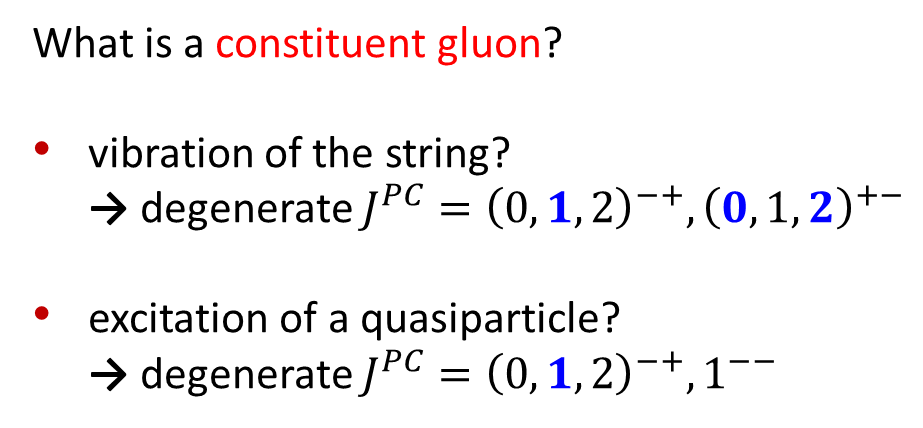 What is a constituent gluon?
• vibration of the string?
→ degenerate J^{PC} = (0, 1, 2)^{−+}, (0, 1, 2)^{+−}
• excitation of a quasiparticle?
→ degenerate J^{PC} = (0, 1, 2)^{−+}, 1^{−−}